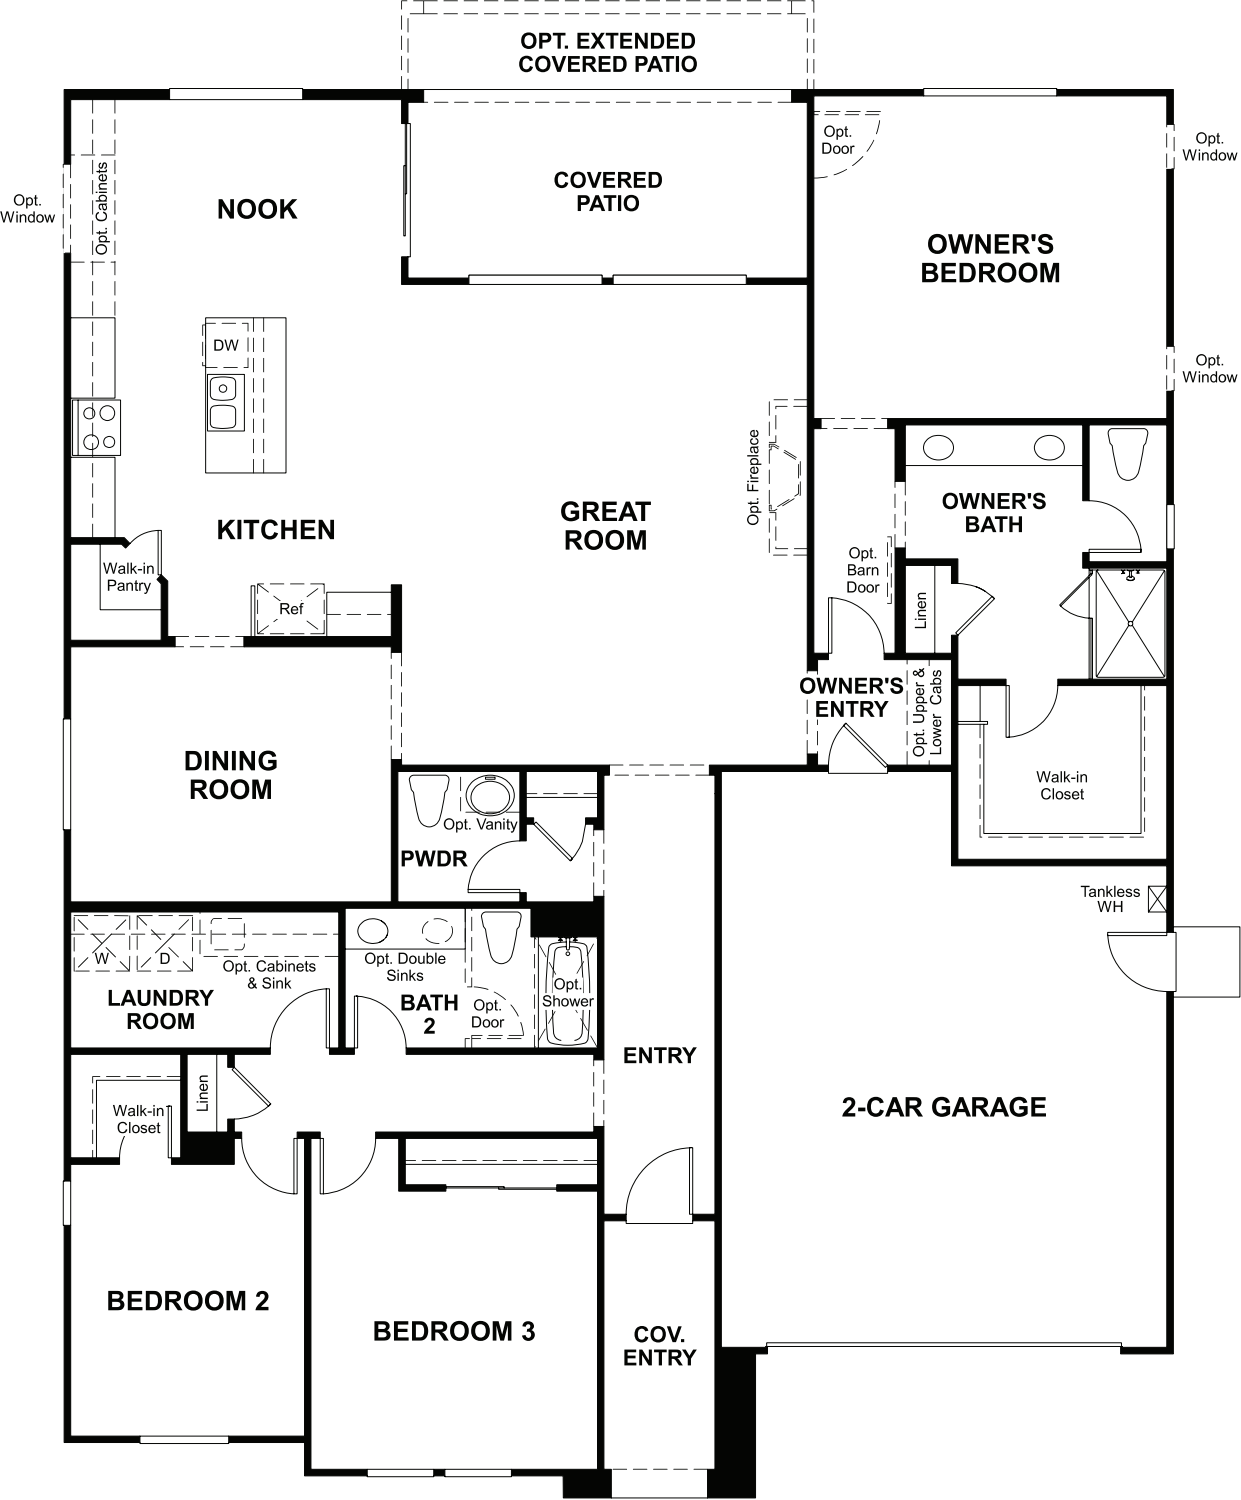 OPT. EXTENDED
COVERED PATIO
COVERED
PATIO
Opt.
Door
Opt.
Window
Opt.
Window
Opt. Cabinets
NOOK
OWNER'S
BEDROOM
DW
Opt.
Window
Opt. Fireplace
GREAT
ROOM
KITCHEN
OWNER'S
BATH
Walk-in
Pantry
Ref
Opt.
Barn
Door
Linen
OWNER'S
ENTRY
Opt. Upper &
Lower Cabs
DINING
ROOM
Walk-in
Closet
Opt. Vanity
PWDR
Tankless
WH
W
D
Opt. Cabinets
& Sink
LAUNDRY
ROOM
Opt. Double
Sinks
BATH
2
Opt.
Door
Opt.
Shower
ENTRY
Linen
Walk-in
Closet
2-CAR GARAGE
BEDROOM 2
BEDROOM 3
COV.
ENTRY